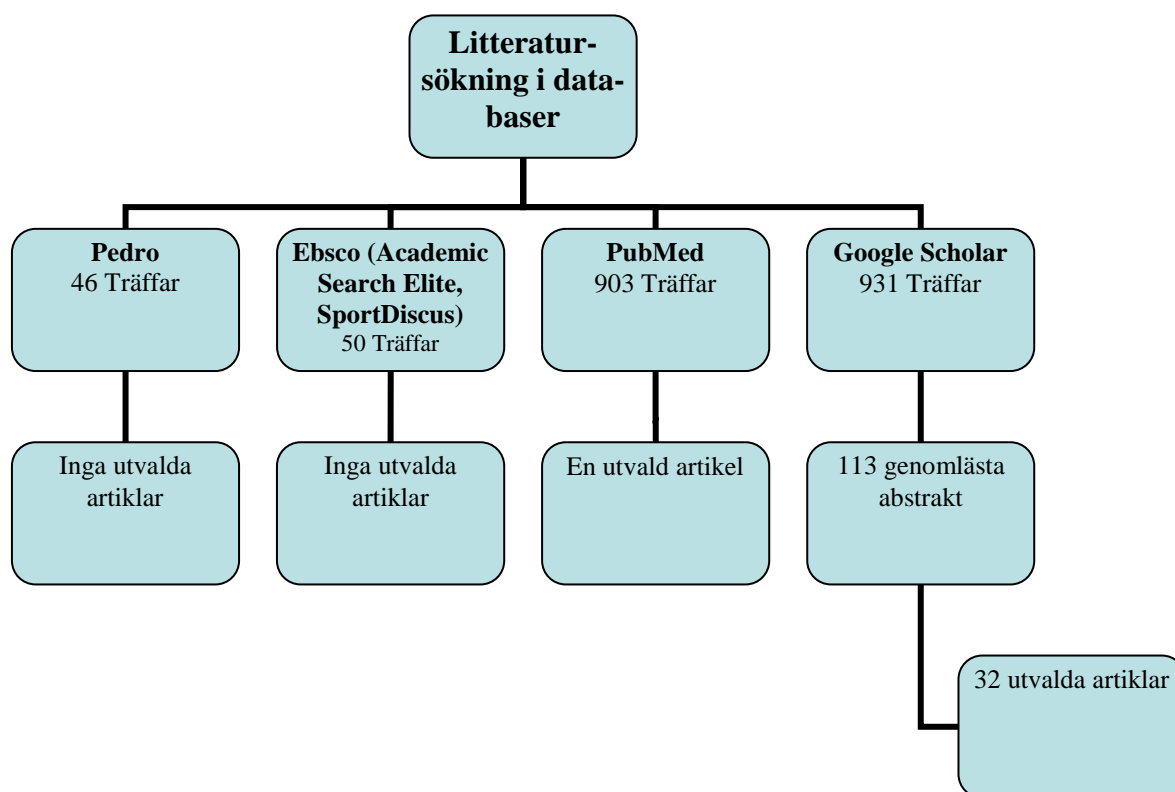 Litteratur-
sökning i data-
baser
Pedro
46 Träffar
Ebsco (Academic
Search Elite,
SportDiscus)
50 Träffar
PubMed
903 Träffar
Google Scholar
931 Träffar
Inga utvalda
artiklar
Inga utvalda
artiklar
En utvald artikel
113 genomlästa
abstrakt
32 utvalda artiklar